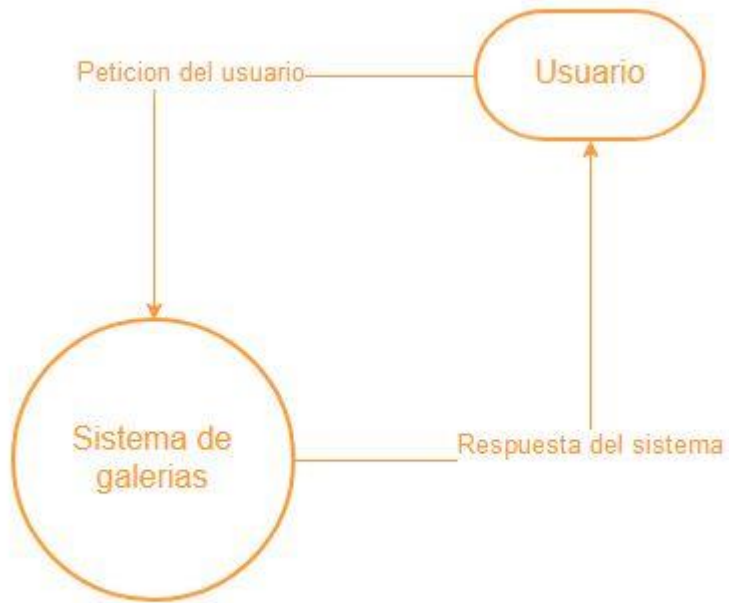 Peticion del usuario
Usuario
Sistema de
galerias
Respuesta del sistema